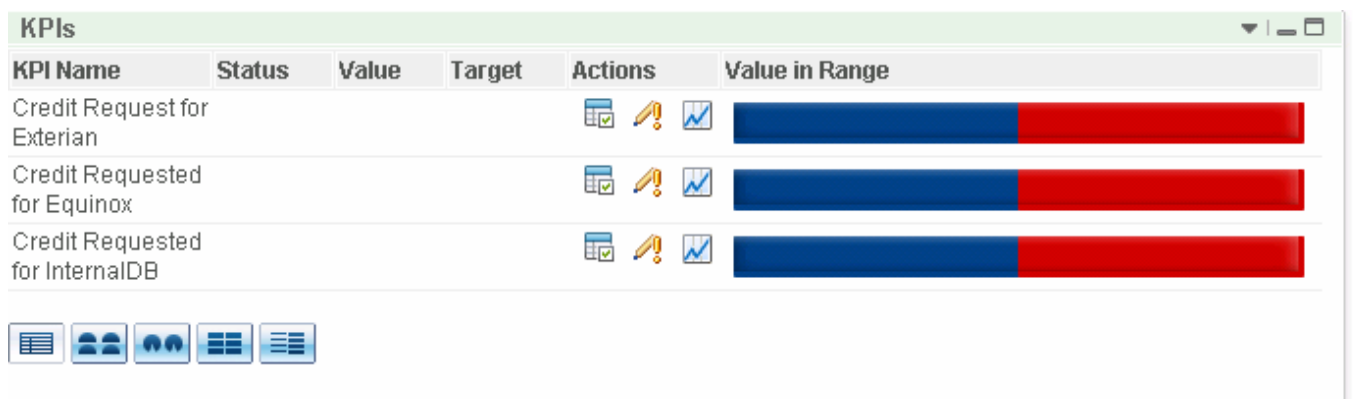 KPIs
KPI Name Status Value Target Actions Value in Range
Credit Request for
Exterian
Credit Requested
for Equinox
Credit Requested
for InternalDB